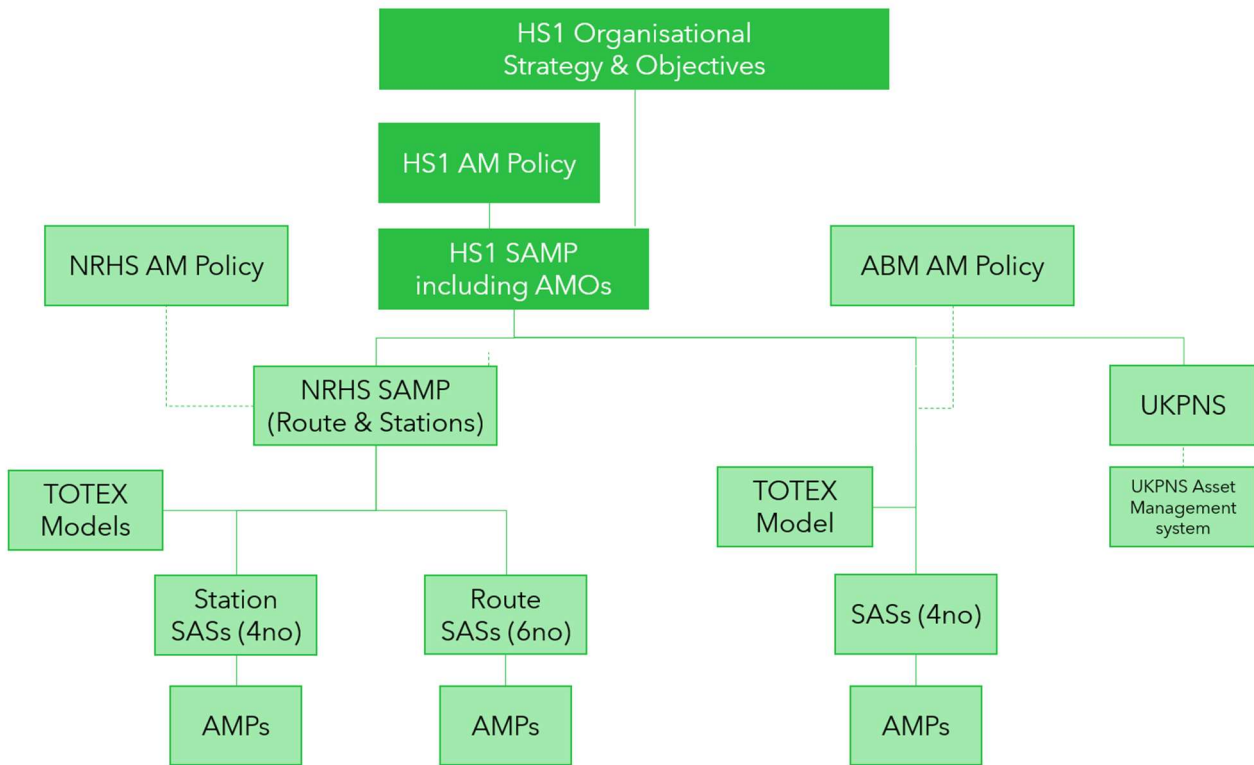 HS1 Organisational
Strategy & Objectives
HS1 AM Policy
NRHS AM Policy
HS1 SAMP
including AMOs
ABM AM Policy
NRHS SAMP
(Route & Stations)
UKPNS
TOTEX
Models
TOTEX
Model
UKPNS Asset
Management
system
Station
SASs (4no)
Route
SASs (6no)
SASs (4no)
AMPs
AMPs
AMPs